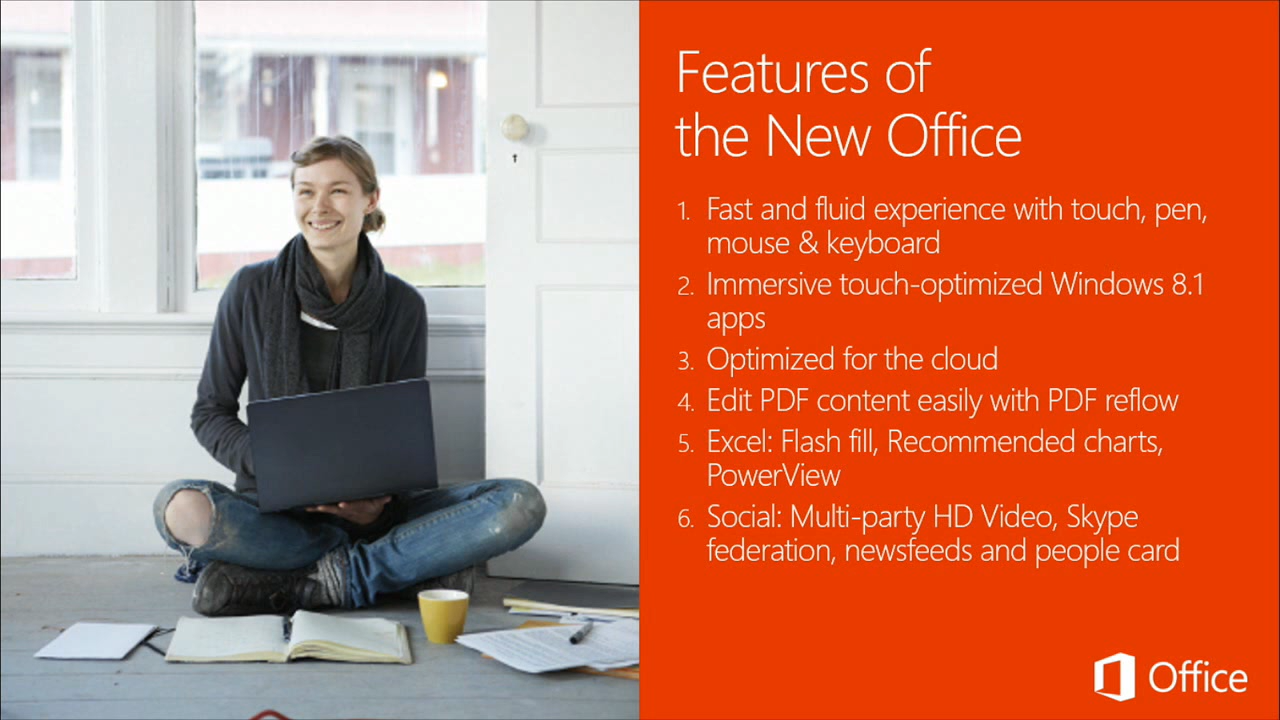 Features of
the New Office
1. Fast and fluid experience with touch, pen,
mouse & keyboard
2. Immersive touch-optimized Windows 8.1
apps
3. Optimized for the cloud
4. Edit PDF content easily with PDF reflow
5. Excel: Flash fill, Recommended charts,
PowerView
6. Social: Multi-party HD Video, Skype
federation, newsfeeds and people card
Office